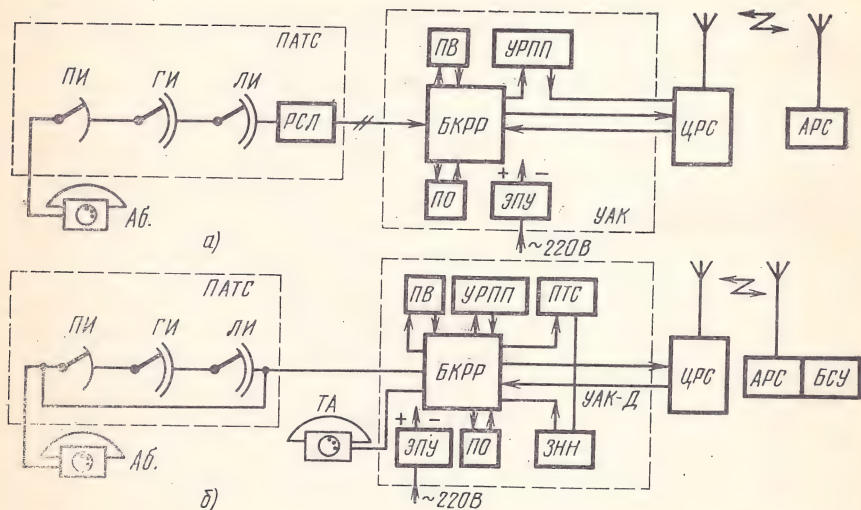 ПАТС
ПИ
ГИ
ЛИ
РСЛ
Аб.
а)
ПВ
УРПП
БКРР
ПО
+ −
ЭПУ
УАК
~220В
ЦРС
АРС
ПАТС
ПИ
ГИ
ЛИ
Аб.
б)
ТА
ПВ
УРПП
ПТС
БКРР
УАК-Д
+ −
ЭПУ
ПО
ЗНН
~220В
ЦРС
АРС
БСУ